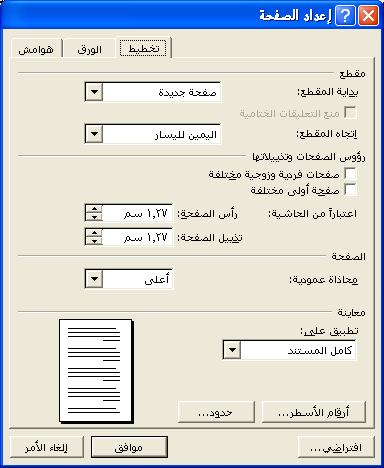 إعداد الصفحة
هوامش الورق تخطيط
مقطع
بداية المقطع: صفحة جديدة
منع التعليقات الختامية
إتجاه المقطع: اليمين لليسار
رؤوس الصفحات وتذييلاتها
صفحات فردية وزوجية مختلفة
صفحة أولى مختلفة
اعتباراً من الحاشية: رأس الصفحة: ١,٢٧ سم
تذييل الصفحة: ١,٢٧ سم
الصفحة
محاذاة عمودية: أعلى
معاينة
تطبيق على:
كامل المستند
أرقام الأسطر... حدود...
افتراضي... موافق إلغاء الأمر